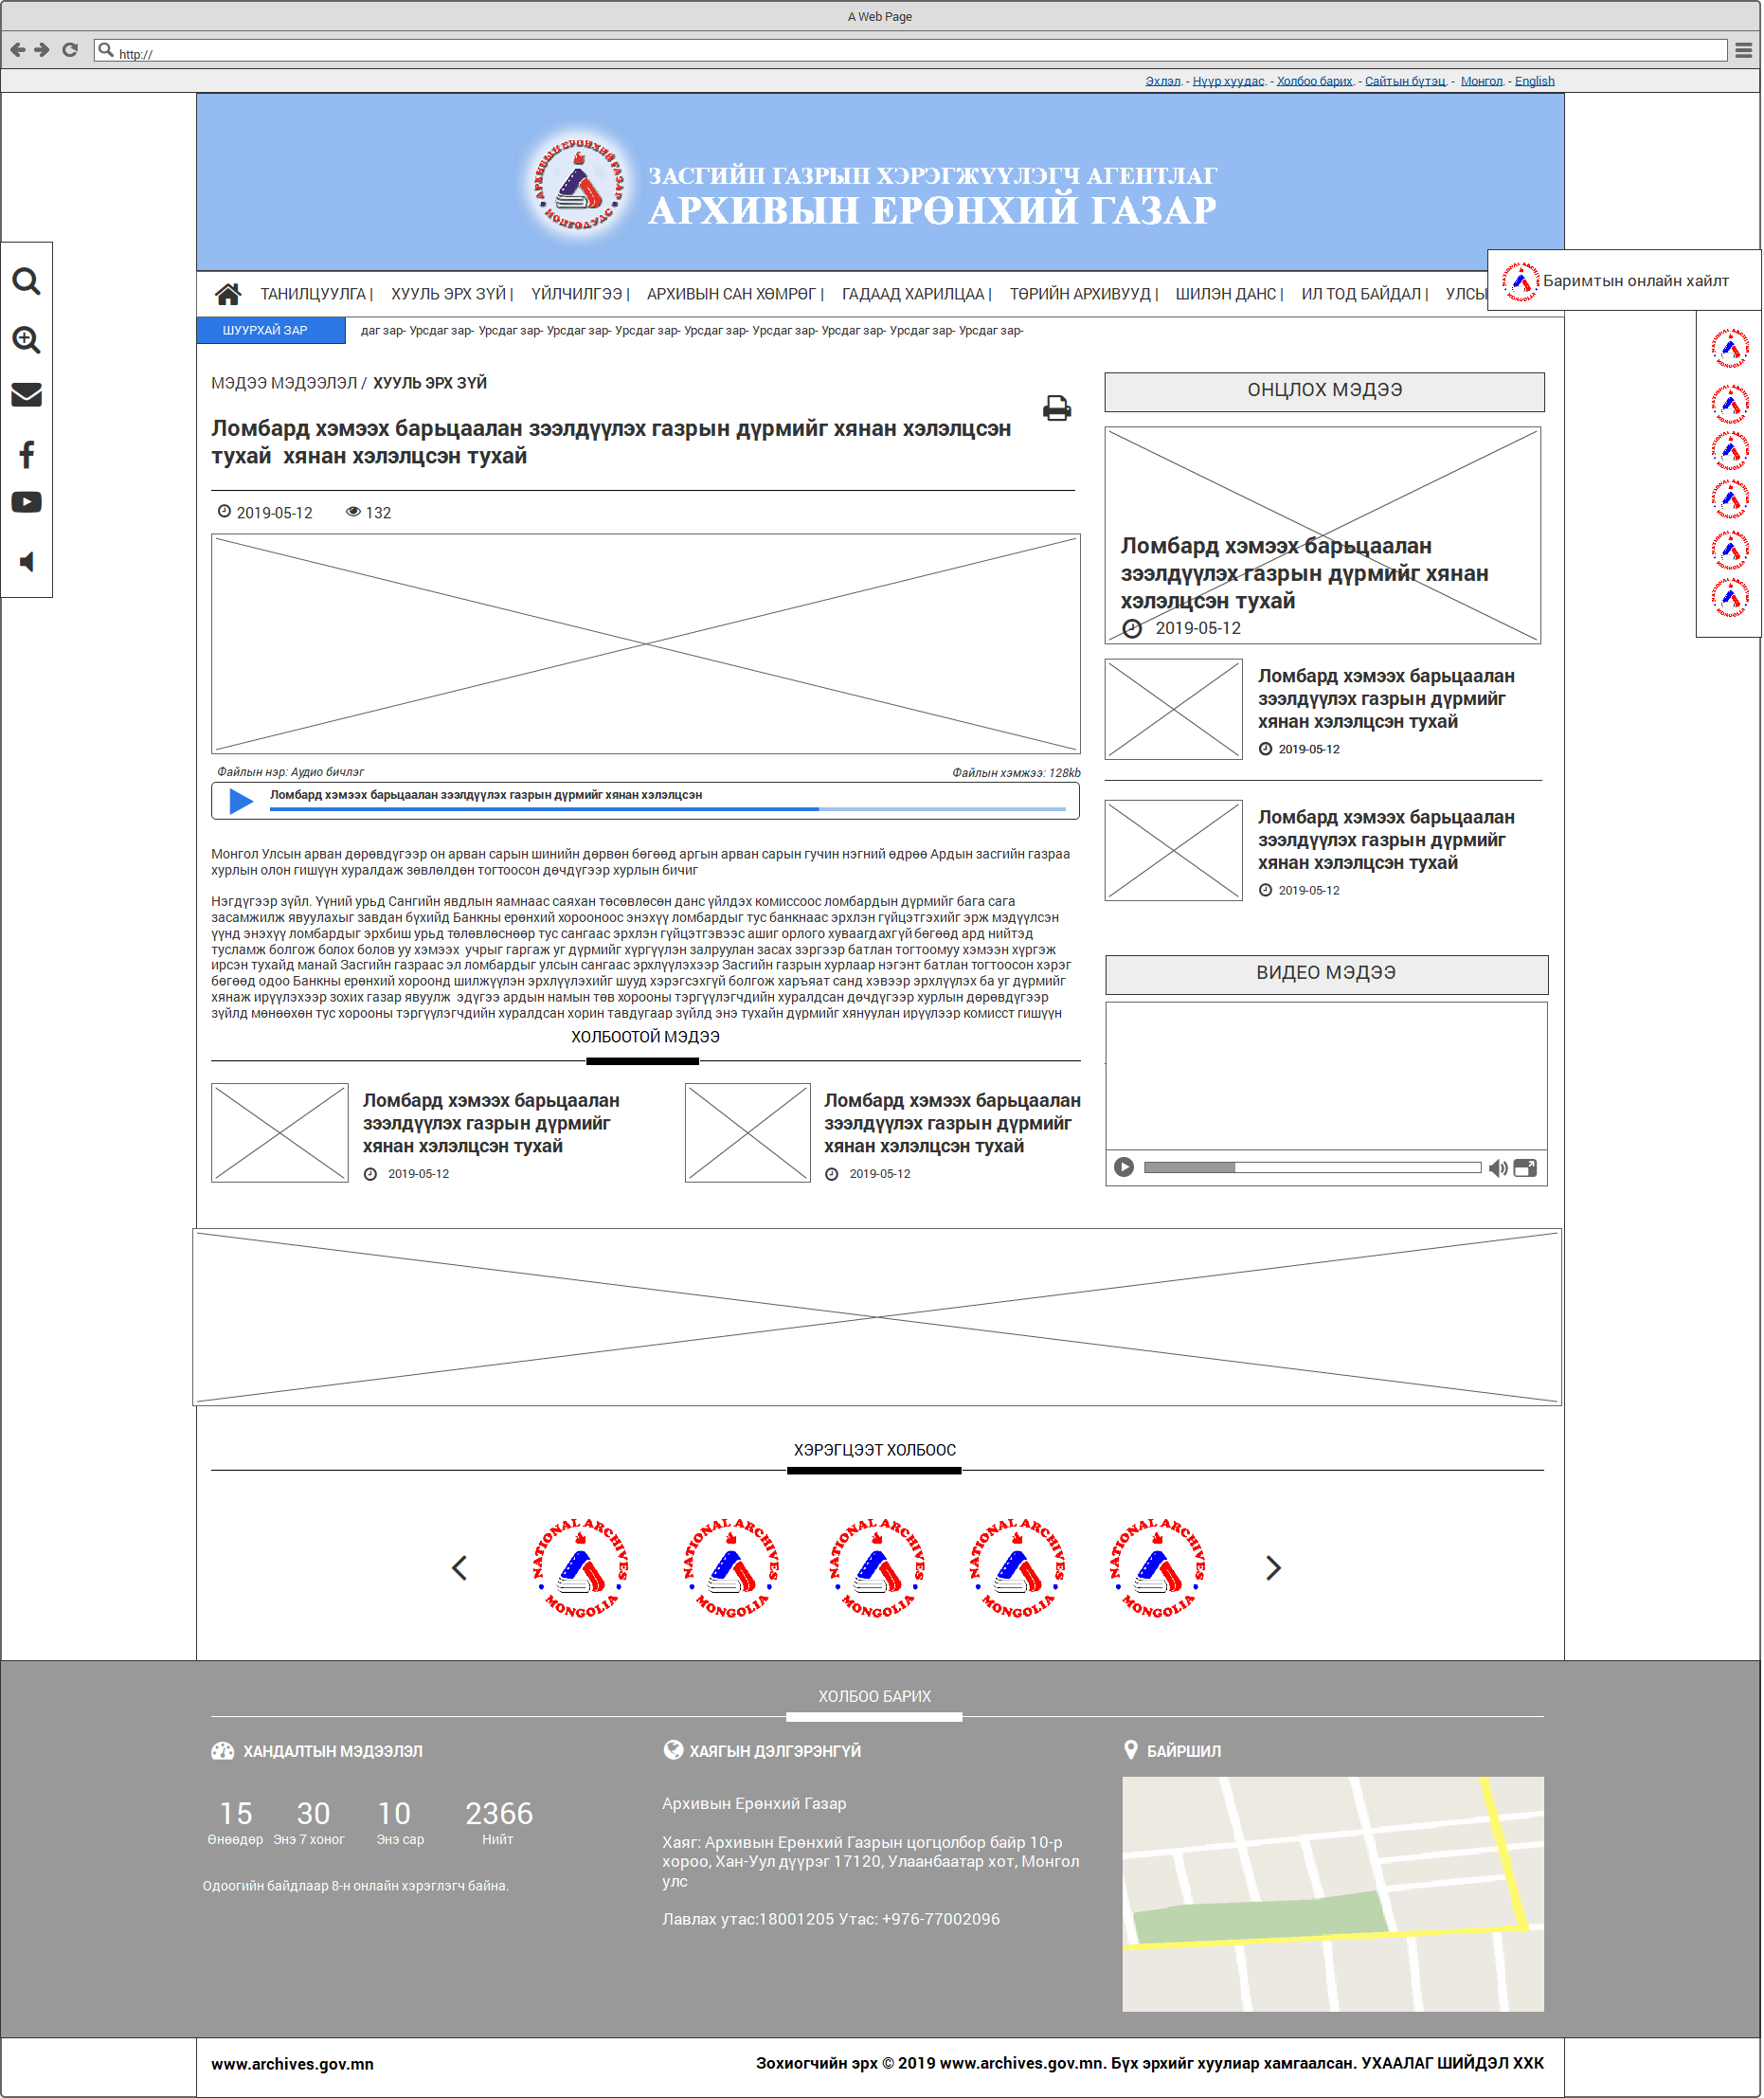 A Web Page
http://
Эхлэл. - Нүүр хуудас. - Холбоо барих. - Сайтын бүтэц. - Монгол. - English
АРХИВЫН ЕРӨНХИЙ ГАЗАР
МОНГОЛ УЛС
ЗАСГИЙН ГАЗРЫН ХЭРЭГЖҮҮЛЭГЧ АГЕНТЛАГ
АРХИВЫН ЕРӨНХИЙ ГАЗАР
Баримтын онлайн хайлт
ТАНИЛЦУУЛГА | ХУУЛЬ ЭРХ ЗҮЙ | ҮЙЛЧИЛГЭЭ | АРХИВЫН САН ХӨМРӨГ | ГАДААД ХАРИЛЦАА | ТӨРИЙН АРХИВУУД | ШИЛЭН ДАНС | ИЛ ТОД БАЙДАЛ | УЛСЫ
ШУУРХАЙ ЗАР
даг зар- Урсдаг зар- Урсдаг зар- Урсдаг зар- Урсдаг зар- Урсдаг зар- Урсдаг зар- Урсдаг зар- Урсдаг зар- Урсдаг зар-
МЭДЭЭ МЭДЭЭЛЭЛ / ХУУЛЬ ЭРХ ЗҮЙ
Ломбард хэмээх барьцаалан зээлдүүлэх газрын дүрмийг хянан хэлэлцсэн
тухай хянан хэлэлцсэн тухай
2019-05-12 132
Файлын нэр: Аудио бичлэг
Файлын хэмжээ: 128kb
Ломбард хэмээх барьцаалан зээлдүүлэх газрын дүрмийг хянан хэлэлцсэн
Монгол Улсын арван дөрөвдүгээр он арван сарын шинийн дөрвөн бөгөөд аргын арван сарын гучин нэгний өдрөө Ардын засгийн газраа
хурлын олон гишүүн хуралдаж зөвлөлдөн тогтоосон дөчдүгээр хурлын бичиг
Нэгдүгээр зүйл. Үүний урьд Сангийн явдлын яамнаас саяхан төсөвлөсөн данс үйлдэх комиссоос ломбардын дүрмийг бага сага
засамжилж явуулахыг завдан бүхийд Банкны ерөнхий хорооноос энэхүү ломбардыг тус банкнаас эрхлэн гүйцэтгэхийг эрж мэдүүлсэн
үүнд энэхүү ломбардыг эрхбиш урьд төлөвлөснөөр тус сангаас эрхлэн гүйцэтгэвээс ашиг орлого хуваагдахгүй бөгөөд ард нийтэд
тусламж болгож болох болов уу хэмээх учрыг гаргаж уг дүрмийг хүргүүлэн залруулан засах зэргээр батлан тогтоомуу хэмээн хүргэж
ирсэн тухайд манай Засгийн газраас эл ломбардыг улсын сангаас эрхлүүлэхээр Засгийн газрын хурлаар нэгэнт батлан тогтоосон хэрэг
бөгөөд одоо Банкны ерөнхий хороонд шилжүүлэн эрхлүүлэхийг шууд хэрэгсэхгүй болгож харъяат санд хэвээр эрхлүүлэх ба уг дүрмийг
хянаж ирүүлэхээр зохих газар явуулж эдүгээ ардын намын төв хорооны тэргүүлэгчдийн хуралдсан дөчдүгээр хурлын дөрөвдүгээр
зүйлд мөнөөхөн тус хорооны тэргүүлэгчдийн хуралдсан хорин тавдугаар зүйлд энэ тухайн дүрмийг хянуулан ирүүлээр комисст гишүүн
ХОЛБООТОЙ МЭДЭЭ
Ломбард хэмээх барьцаалан
зээлдүүлэх газрын дүрмийг
хянан хэлэлцсэн тухай
2019-05-12
Ломбард хэмээх барьцаалан
зээлдүүлэх газрын дүрмийг
хянан хэлэлцсэн тухай
2019-05-12
ОНЦЛОХ МЭДЭЭ
Ломбард хэмээх барьцаалан
зээлдүүлэх газрын дүрмийг хянан
хэлэлцсэн тухай
2019-05-12
Ломбард хэмээх барьцаалан
зээлдүүлэх газрын дүрмийг
хянан хэлэлцсэн тухай
2019-05-12
Ломбард хэмээх барьцаалан
зээлдүүлэх газрын дүрмийг
хянан хэлэлцсэн тухай
2019-05-12
ВИДЕО МЭДЭЭ
ХЭРЭГЦЭЭТ ХОЛБООС
NATIONAL ARCHIVES MONGOLIA
NATIONAL ARCHIVES MONGOLIA
NATIONAL ARCHIVES MONGOLIA
NATIONAL ARCHIVES MONGOLIA
NATIONAL ARCHIVES MONGOLIA
ХОЛБОО БАРИХ
ХАНДАЛТЫН МЭДЭЭЛЭЛ
15 30 10 2366
Өнөөдөр Энэ 7 хоног Энэ сар Нийт
Одоогийн байдлаар 8-н онлайн хэрэглэгч байна.
ХАЯГЫН ДЭЛГЭРЭНГҮЙ
Архивын Ерөнхий Газар
Хаяг: Архивын Ерөнхий Газрын цогцолбор байр 10-р
хороо, Хан-Уул дүүрэг 17120, Улаанбаатар хот, Монгол
улс
Лавлах утас:18001205 Утас: +976-77002096
БАЙРШИЛ
www.archives.gov.mn
Зохиогчийн эрх © 2019 www.archives.gov.mn. Бүх эрхийг хуулиар хамгаалсан. УХААЛАГ ШИЙДЭЛ ХХК